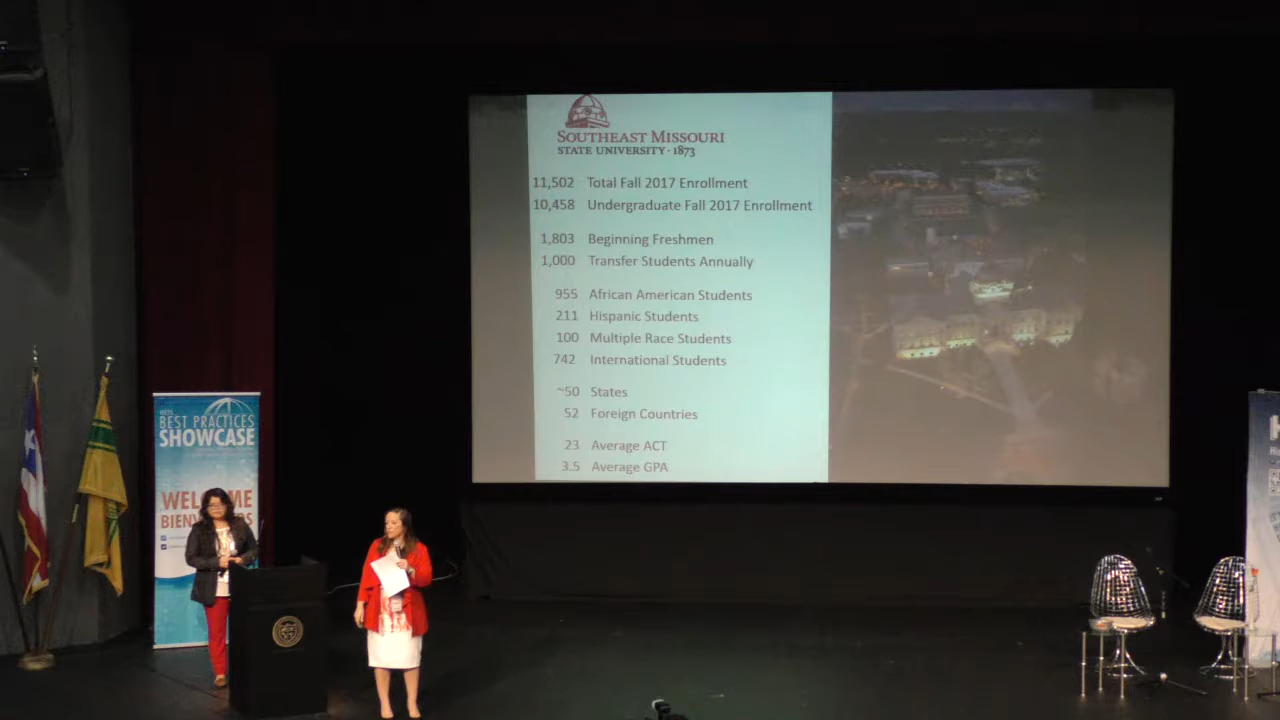 SOUTHEAST MISSOURI
STATE UNIVERSITY · 1873
11,502 Total Fall 2017 Enrollment
10,458 Undergraduate Fall 2017 Enrollment
1,803 Beginning Freshmen
1,000 Transfer Students Annually
955 African American Students
211 Hispanic Students
100 Multiple Race Students
742 International Students
~50 States
52 Foreign Countries
23 Average ACT
3.5 Average GPA
BEST PRACTICES
SHOWCASE
WELCOME